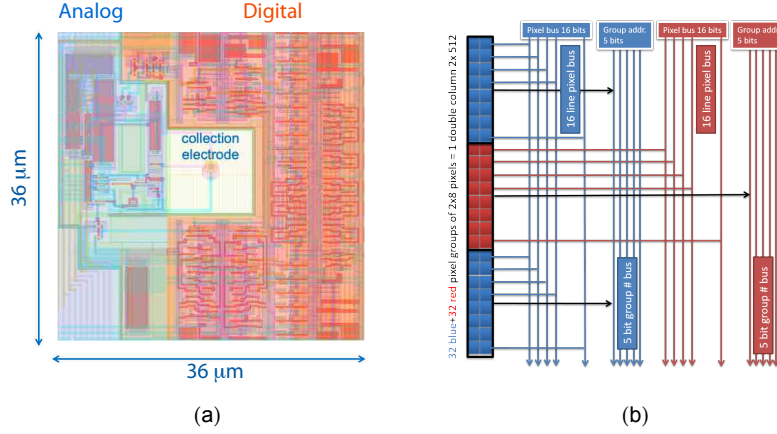 Analog
Digital
36 µm
collection
electrode
36 µm
(a)
Pixel bus 16 bits
Group addr.
5 bits
Pixel bus 16 bits
Group addr.
5 bits
16 line pixel bus
16 line pixel bus
32 blue+32 red pixel groups of 2x8 pixels = 1 double column 2x 512
5 bit group # bus
5 bit group # bus
(b)